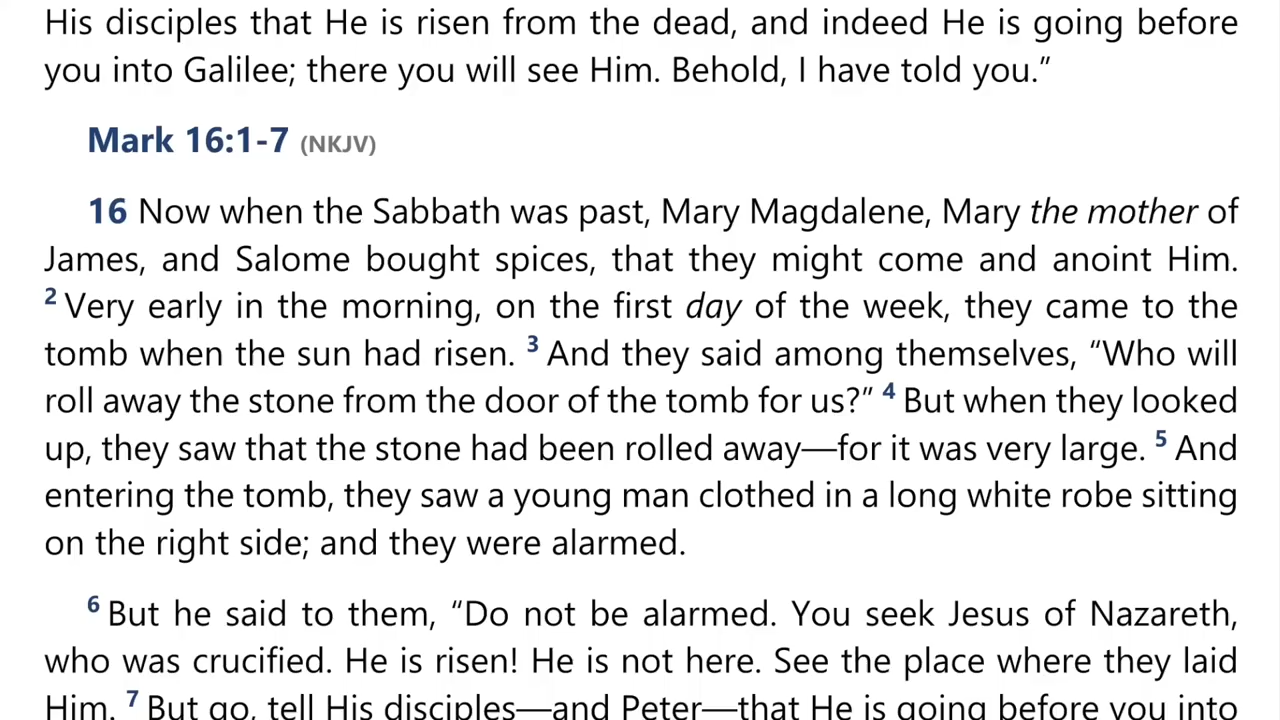 His disciples that He is risen from the dead, and indeed He is going before
you into Galilee; there you will see Him. Behold, I have told you.”
Mark 16:1-7 (NKJV)
16 Now when the Sabbath was past, Mary Magdalene, Mary the mother of
James, and Salome bought spices, that they might come and anoint Him.
2 Very early in the morning, on the first day of the week, they came to the
tomb when the sun had risen. 3 And they said among themselves, “Who will
roll away the stone from the door of the tomb for us?” 4 But when they looked
up, they saw that the stone had been rolled away—for it was very large. 5 And
entering the tomb, they saw a young man clothed in a long white robe sitting
on the right side; and they were alarmed.
6 But he said to them, “Do not be alarmed. You seek Jesus of Nazareth,
who was crucified. He is risen! He is not here. See the place where they laid
Him. 7 But go, tell His disciples—and Peter—that He is going before you into